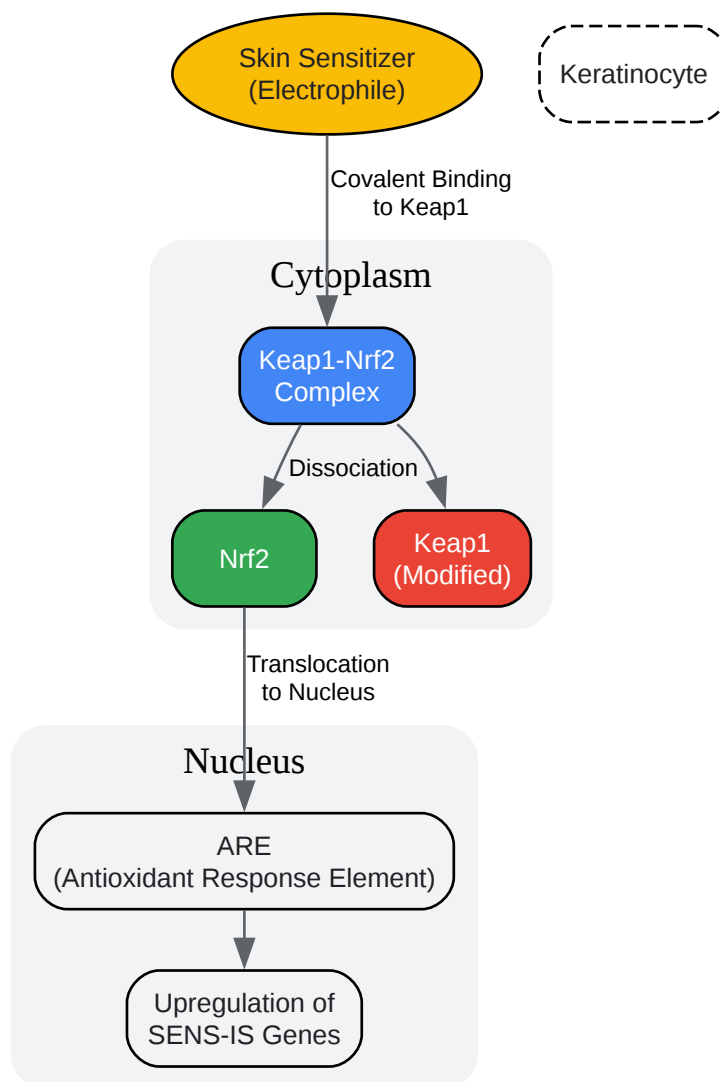 Skin Sensitizer
(Electrophile)
Keratinocyte
Covalent Binding
to Keap1
Cytoplasm
Keap1-Nrf2
Complex
Dissociation
Nrf2
Keap1
(Modified)
Translocation
to Nucleus
Nucleus
ARE
(Antioxidant Response Element)
Upregulation of
SENS-IS Genes